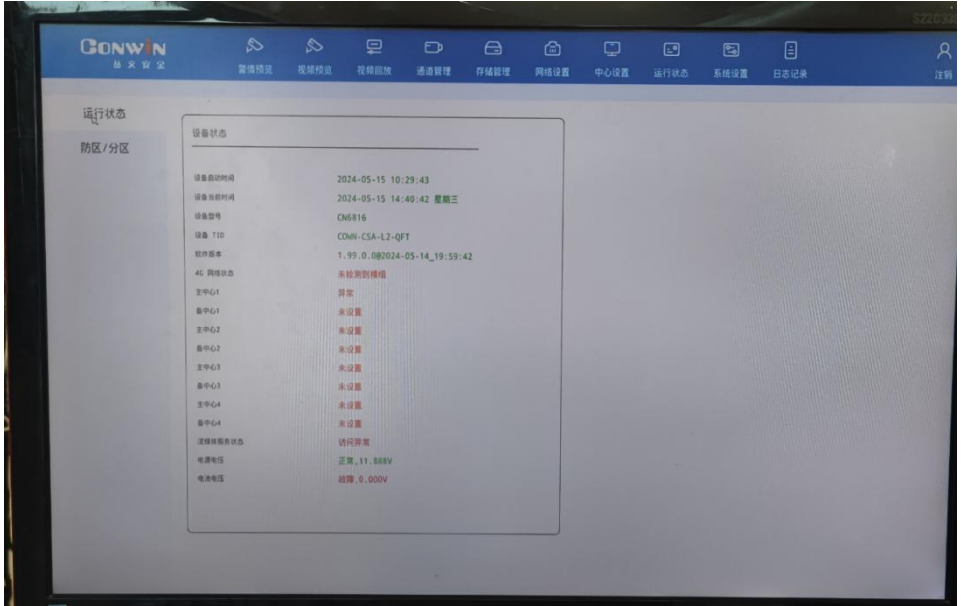 CONWIN
丛文安全
警情预览 视频预览 视频回放 通道管理 存储管理 网络设置 中心设置 运行状态 系统设置 日志记录 注销
运行状态
防区/分区
设备状态
设备启动时间 2024-05-15 10:29:43
设备当前时间 2024-05-15 14:40:42 星期三
设备型号 CN6816
设备 TID COWN-CSA-L2-QFT
软件版本 1.99.0.0@2024-05-14_19:59:42
4G 网络状态 未检测到模组
主中心1 异常
备中心1 未设置
主中心2 未设置
备中心2 未设置
主中心3 未设置
备中心3 未设置
主中心4 未设置
备中心4 未设置
流媒体服务状态 访问异常
电源电压 正常,11.888V
电池电压 故障,0.000V